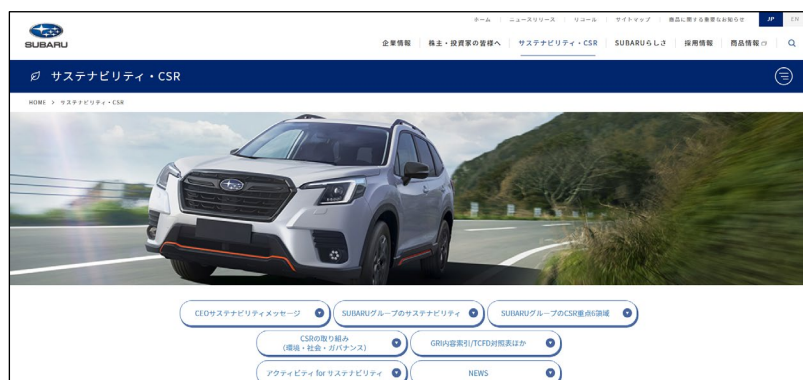 ホーム ニュースリリース リコール サイトマップ 商品に関する重要なお知らせ JP EN
SUBARU
企業情報 株主・投資家の皆様へ サステナビリティ・CSR SUBARUらしさ 採用情報 商品情報
サステナビリティ・CSR
HOME > サステナビリティ・CSR
CEOサステナビリティメッセージ SUBARUグループのサステナビリティ SUBARUグループのCSR重点6領域
CSRの取り組み
（環境・社会・ガバナンス）
GRI内容索引/TCFD対照表ほか
アクティビティ for サステナビリティ NEWS